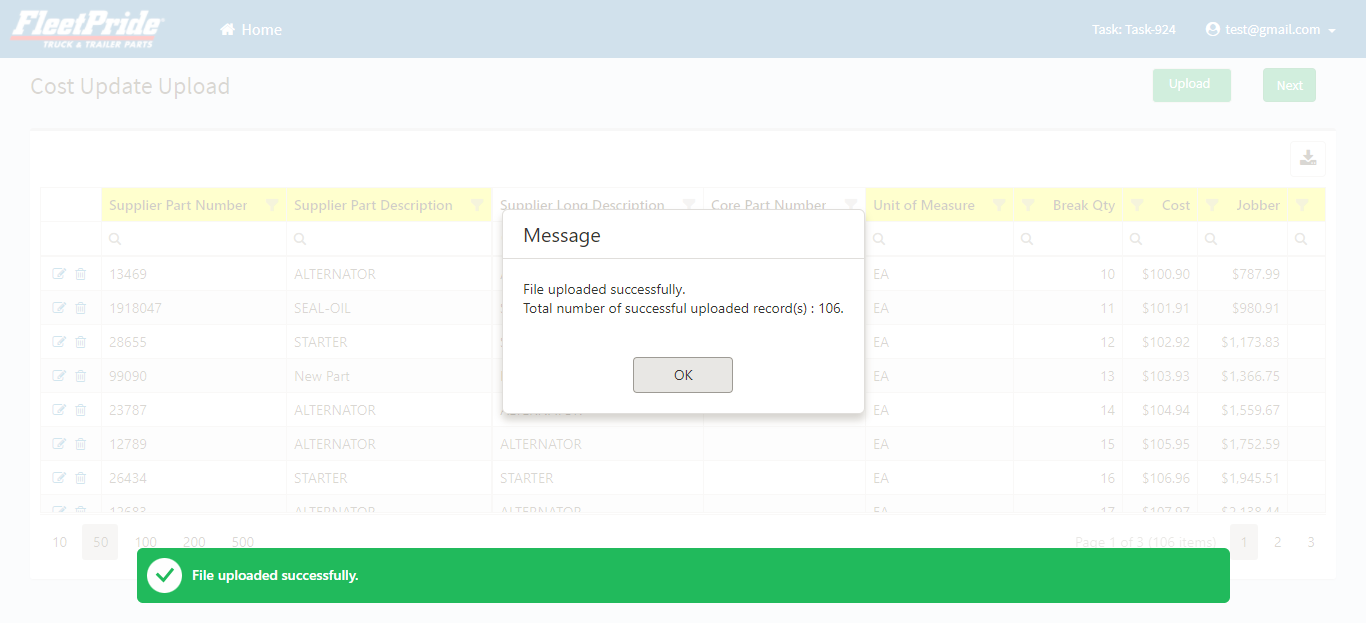 FleetPride
TRUCK & TRAILER PARTS
Home
Task: Task-924
test@gmail.com
Cost Update Upload
Upload
Next
Supplier Part Number Supplier Part Description Supplier Long Description Core Part Number Unit of Measure Break Qty Cost Jobber
13469 ALTERNATOR EA 10 $100.90 $787.99
1918047 SEAL-OIL EA 11 $101.91 $980.91
28655 STARTER EA 12 $102.92 $1,173.83
99090 New Part EA 13 $103.93 $1,366.75
23787 ALTERNATOR ALTERNATOR EA 14 $104.94 $1,559.67
12789 ALTERNATOR ALTERNATOR EA 15 $105.95 $1,752.59
26434 STARTER STARTER EA 16 $106.96 $1,945.51
12683 ALTERNATOR ALTERNATOR EA 17 $107.97 $2,138.44
Message
File uploaded successfully.
Total number of successful uploaded record(s) : 106.
OK
10 50 100 200 500
Page 1 of 3 (106 items) 1 2 3
File uploaded successfully.